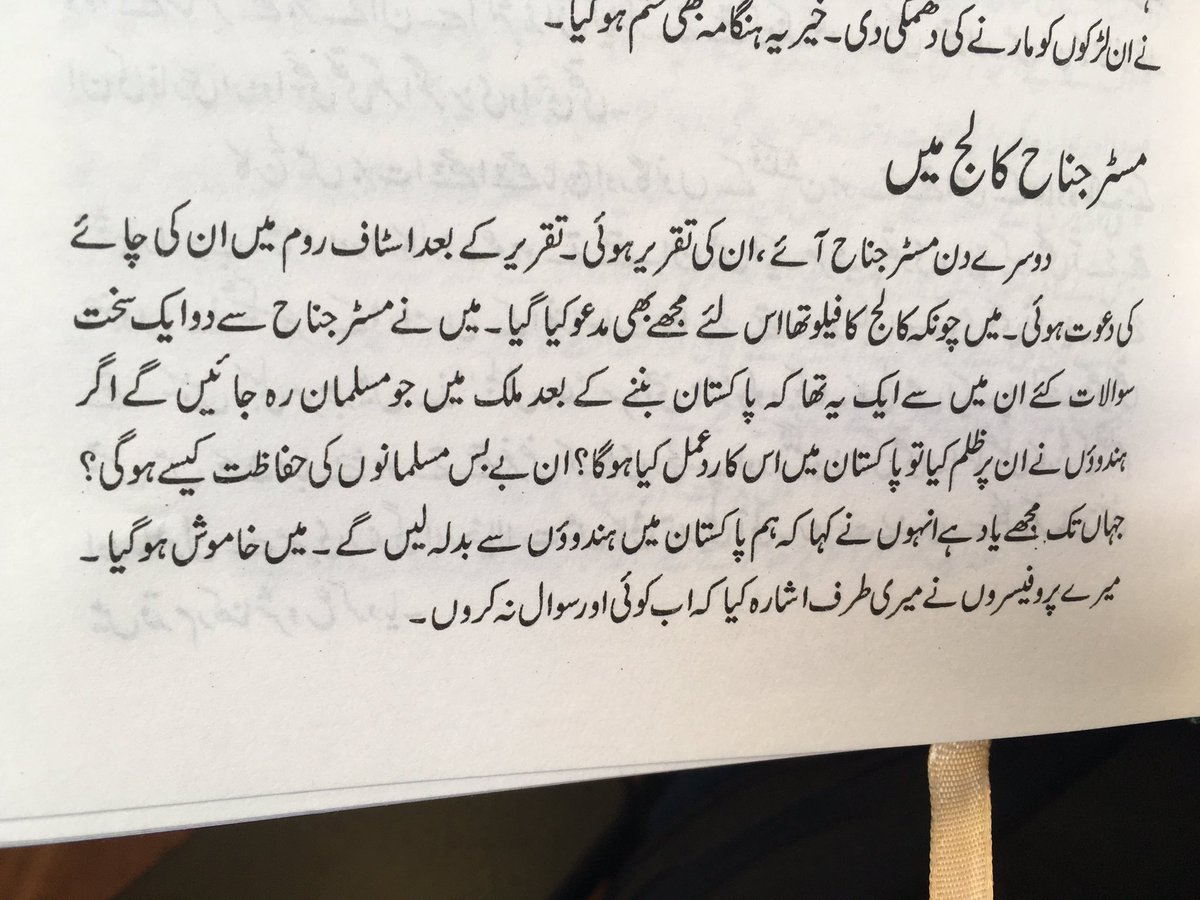 نے ان لڑکوں کو مارنے کی دھمکی دی۔ خیر یہ ہنگامہ بھی ختم ہو گیا۔
مسٹر جناح کالج میں
دوسرے دن مسٹر جناح آئے، ان کی تقریر ہوئی۔ تقریر کے بعد اسٹاف روم میں ان کی چائے
کی دعوت ہوئی۔ میں چونکہ کالج کا فیلو تھا اس لئے مجھے بھی مدعو کیا گیا۔ میں نے مسٹر جناح سے دو ایک سخت
سوالات کئے ان میں سے ایک یہ تھا کہ پاکستان بننے کے بعد ملک میں جو مسلمان رہ جائیں گے اگر
ہندوؤں نے ان پر ظلم کیا تو پاکستان میں اس کا ردعمل کیا ہوگا؟ ان بے بس مسلمانوں کی حفاظت کیسے ہوگی؟
جہاں تک مجھے یاد ہے انہوں نے کہا کہ ہم پاکستان میں ہندوؤں سے بدلہ لیں گے۔ میں خاموش ہو گیا۔
میرے پروفیسروں نے میری طرف اشارہ کیا کہ اب کوئی اور سوال نہ کروں۔